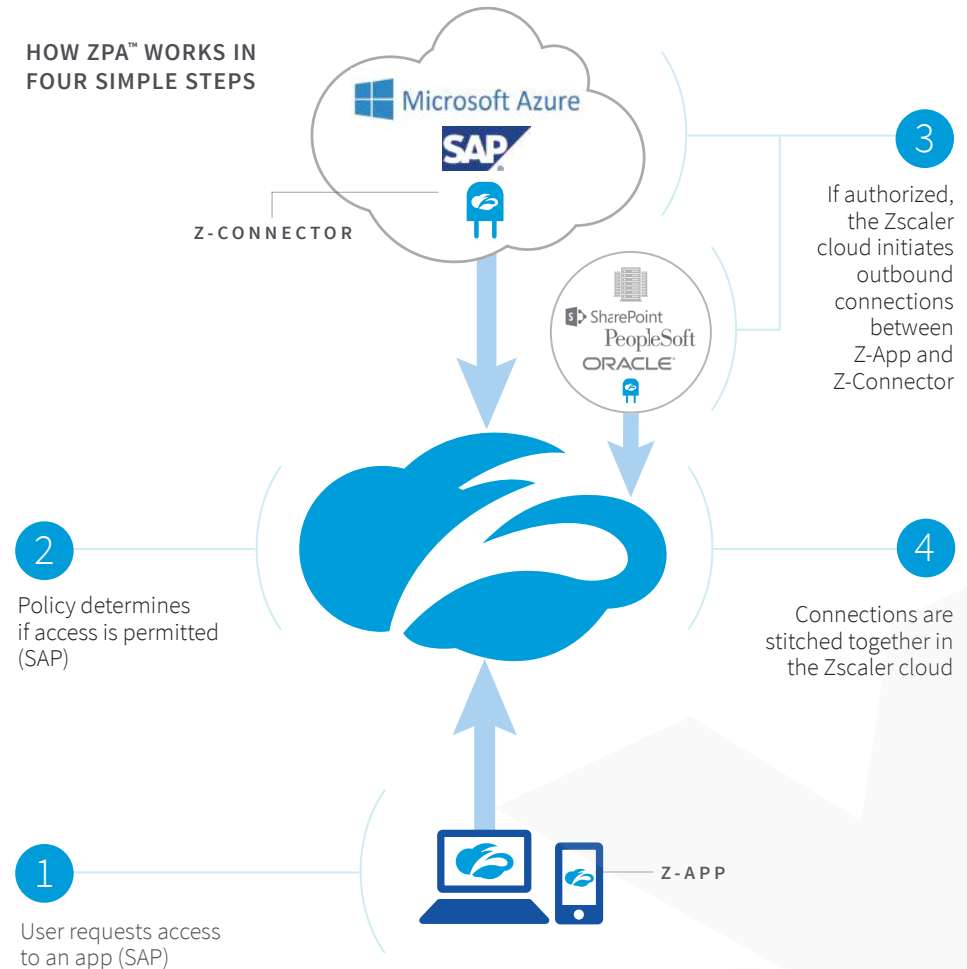 HOW ZPA™ WORKS IN
FOUR SIMPLE STEPS
Microsoft Azure
SAP
Z-CONNECTOR
3
If authorized,
the Zscaler
cloud initiates
outbound
connections
between
Z-App and
Z-Connector
S SharePoint
PeopleSoft
ORACLE
2
Policy determines
if access is permitted
(SAP)
4
Connections are
stitched together in
the Zscaler cloud
1
User requests access
to an app (SAP)
Z-APP